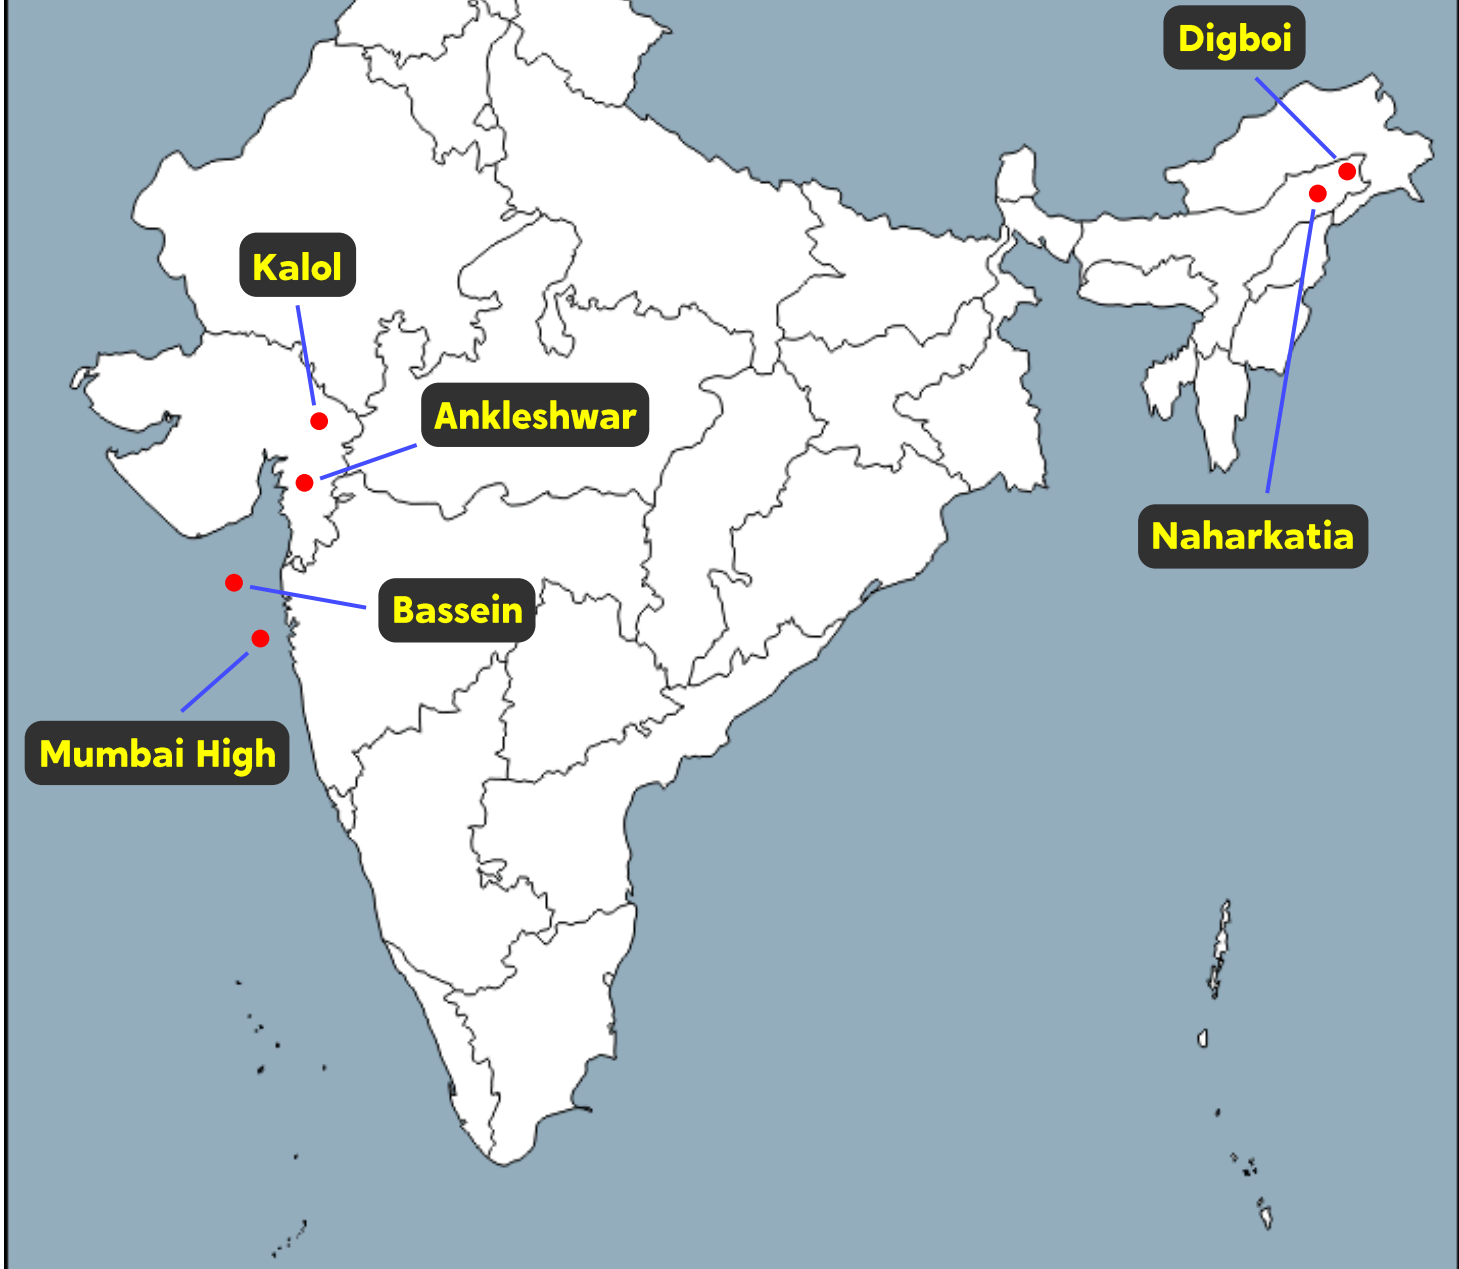 Digboi
Kalol
Ankleshwar
Naharkatia
Bassein
Mumbai High